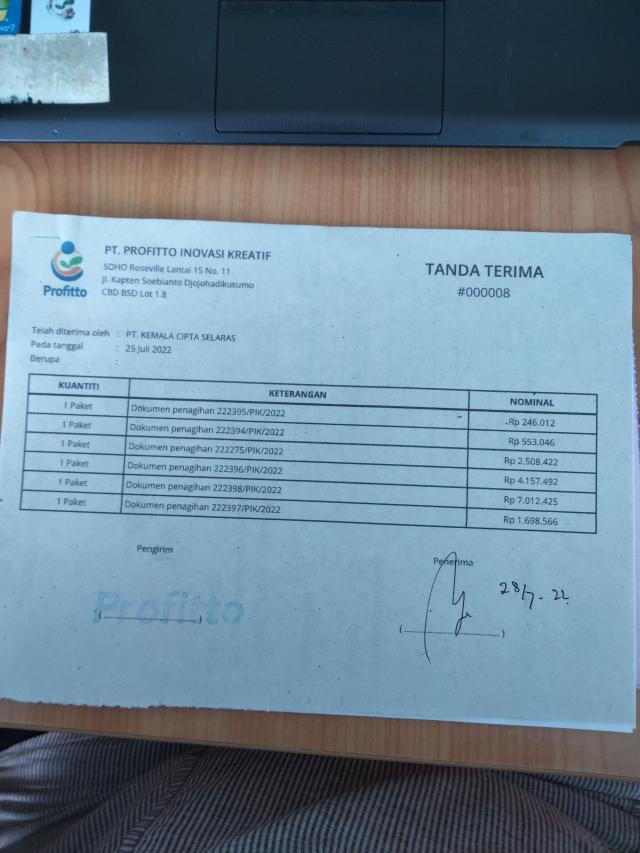 PT. PROFITTO INOVASI KREATIF
SOHO Roseville Lantai 15 No. 11
Jl. Kapten Soebianto Djojohadikusumo
CBD BSD Lot 1.8
Profitto
TANDA TERIMA
#000008
Telah diterima oleh : PT. KEMALA CIPTA SELARAS
Pada tanggal : 25 Juli 2022
Berupa :
KUANTITI KETERANGAN NOMINAL
1 Paket Dokumen penagihan 222395/PIK/2022 Rp 246.012
1 Paket Dokumen penagihan 222394/PIK/2022 Rp 553.046
1 Paket Dokumen penagihan 222275/PIK/2022 Rp 2.508.422
1 Paket Dokumen penagihan 222396/PIK/2022 Rp 4.157.492
1 Paket Dokumen penagihan 222398/PIK/2022 Rp 7.012.425
1 Paket Dokumen penagihan 222397/PIK/2022 Rp 1.698.566
Pengirim Penerima
28/7-22
Profitto